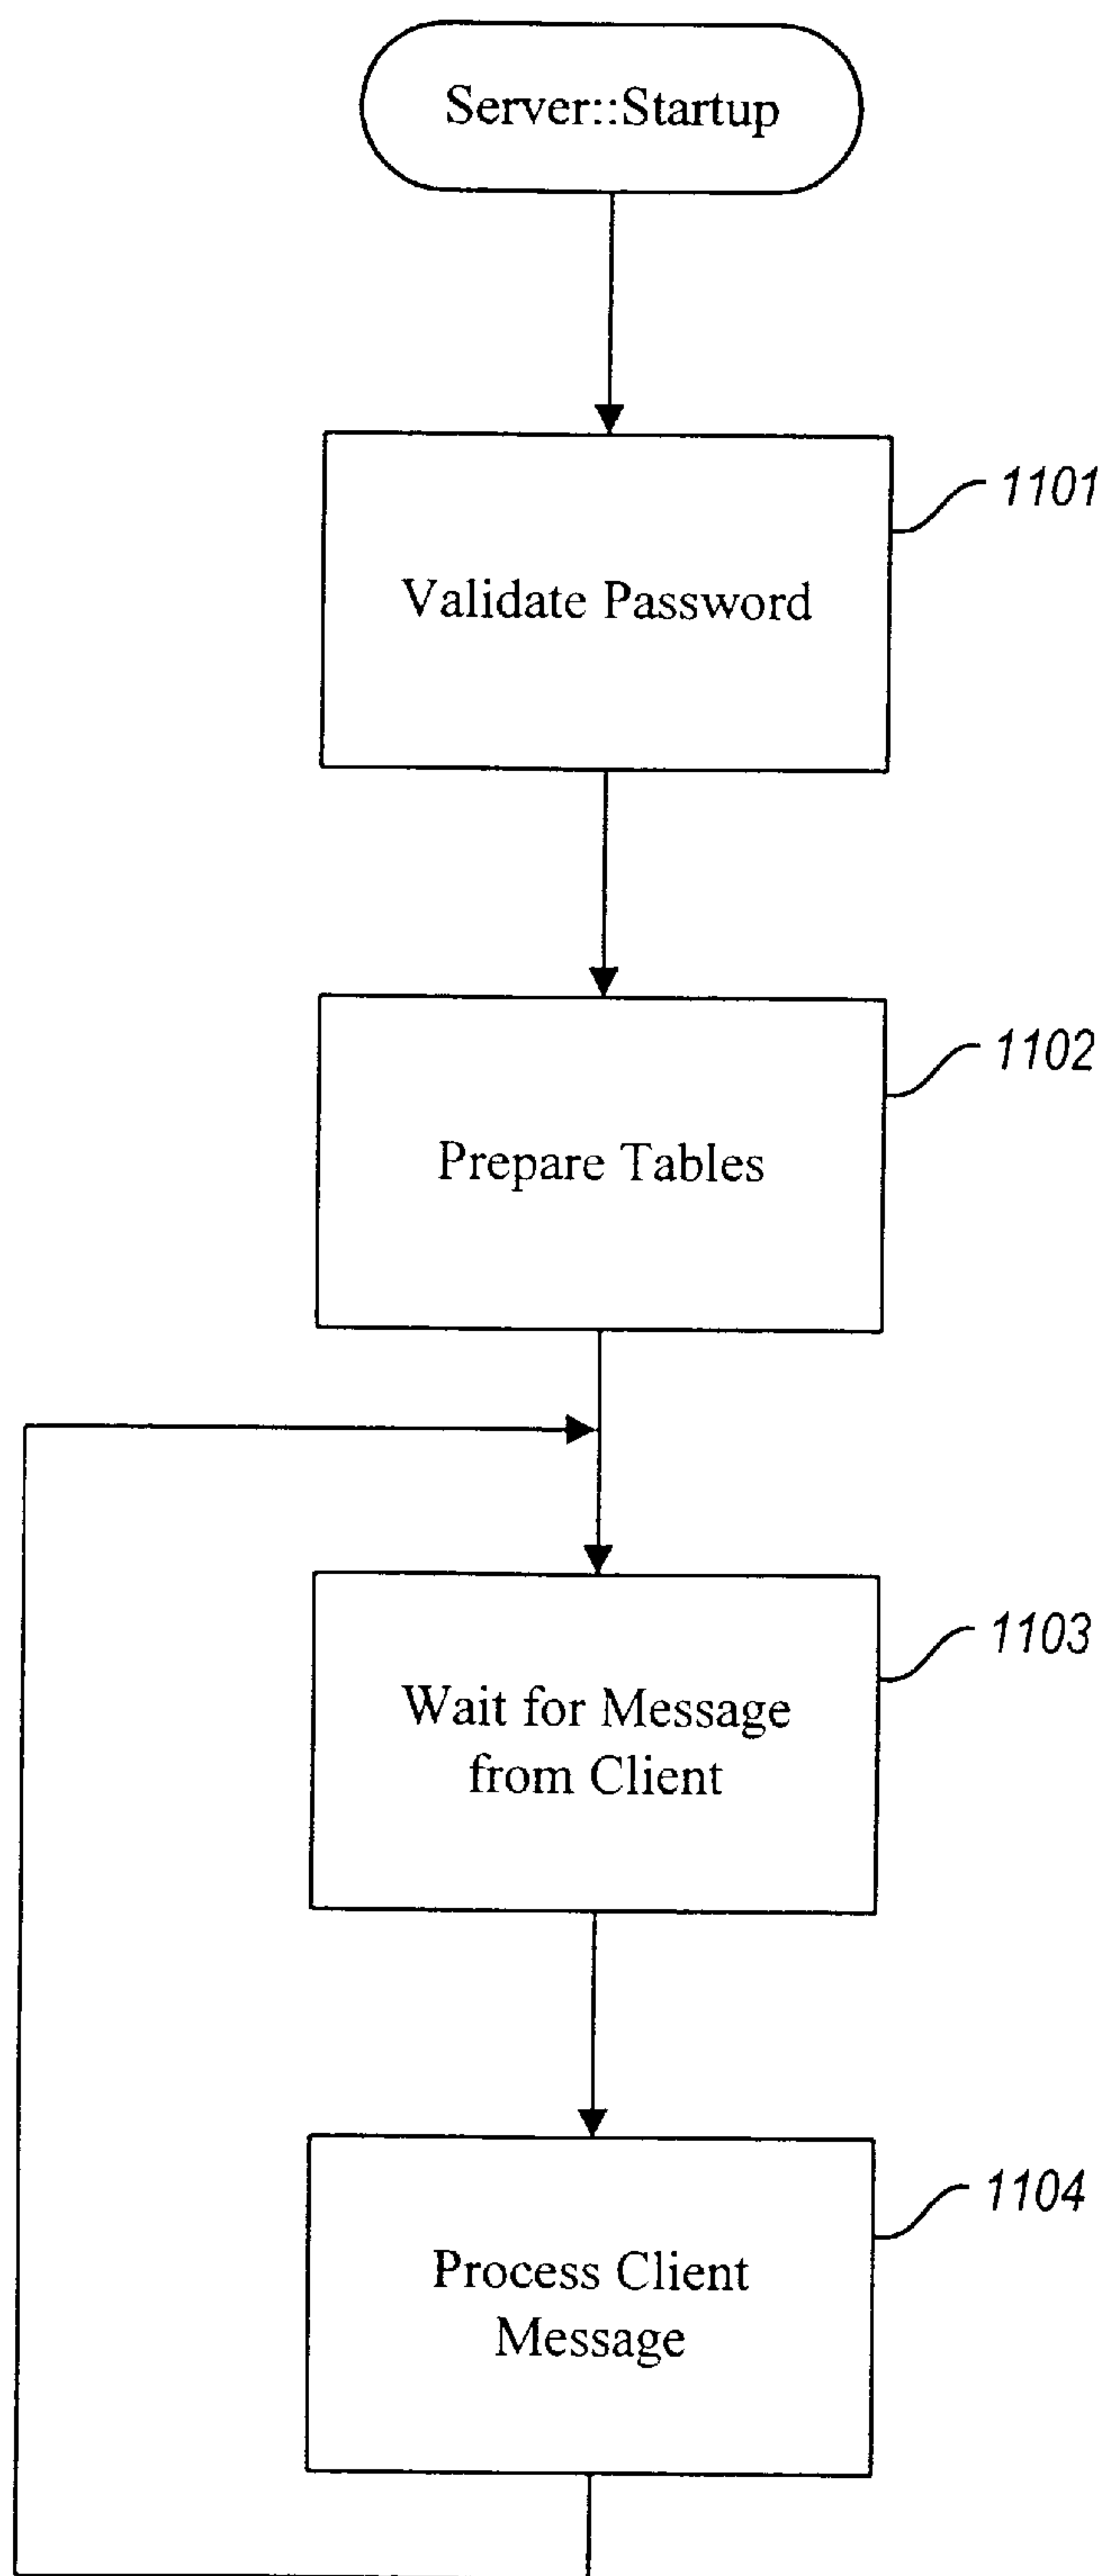 Server::Startup
1101
Validate Password
1102
Prepare Tables
1103
Wait for Message
from Client
1104
Process Client
Message